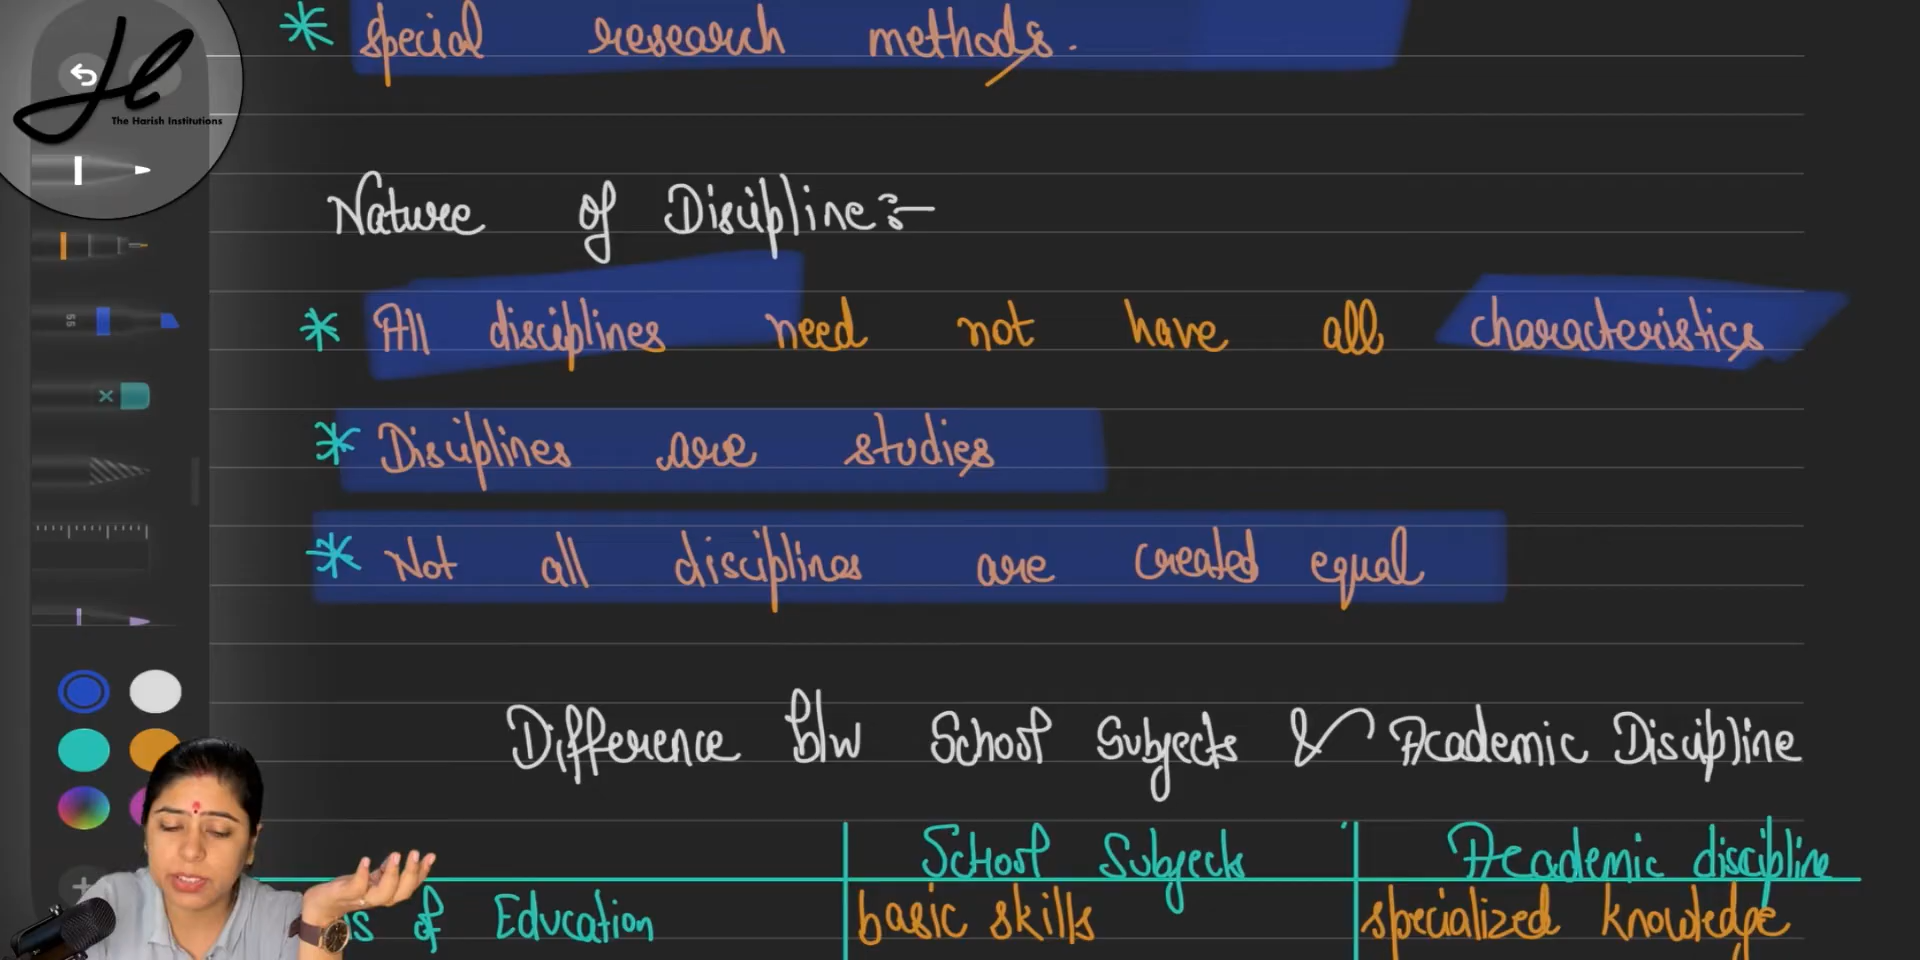 * special research methods.
The Harish Institutions
Nature of Discipline:-
* All disciplines need not have all characteristics
* Disciplines are studies
* Not all disciplines are created equal
Difference b/w School Subjects & Academic Discipline
School Subjects Academic discipline
of Education basic skills specialized knowledge